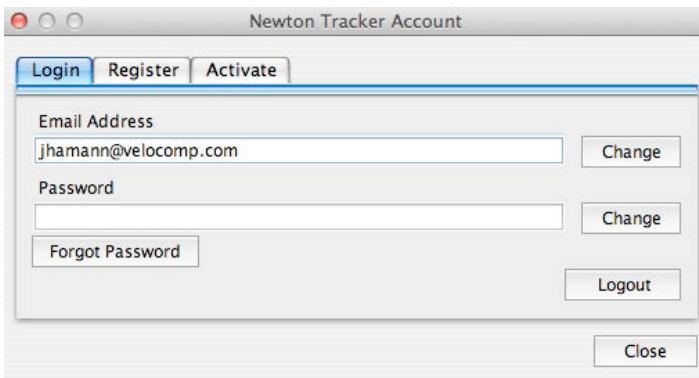 Newton Tracker Account
Login Register Activate
Email Address
jhamann@velocomp.com Change
Password
Change
Forgot Password
Logout
Close